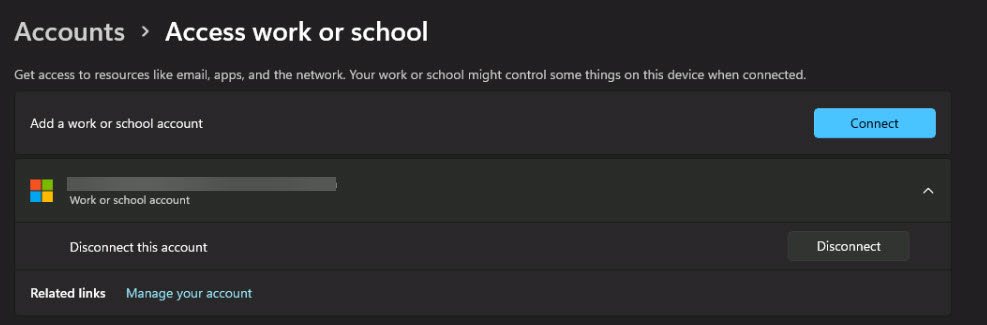 Accounts > Access work or school
Get access to resources like email, apps, and the network. Your work or school might control some things on this device when connected.
Add a work or school account
Connect
Work or school account
Disconnect this account
Disconnect
Related links Manage your account